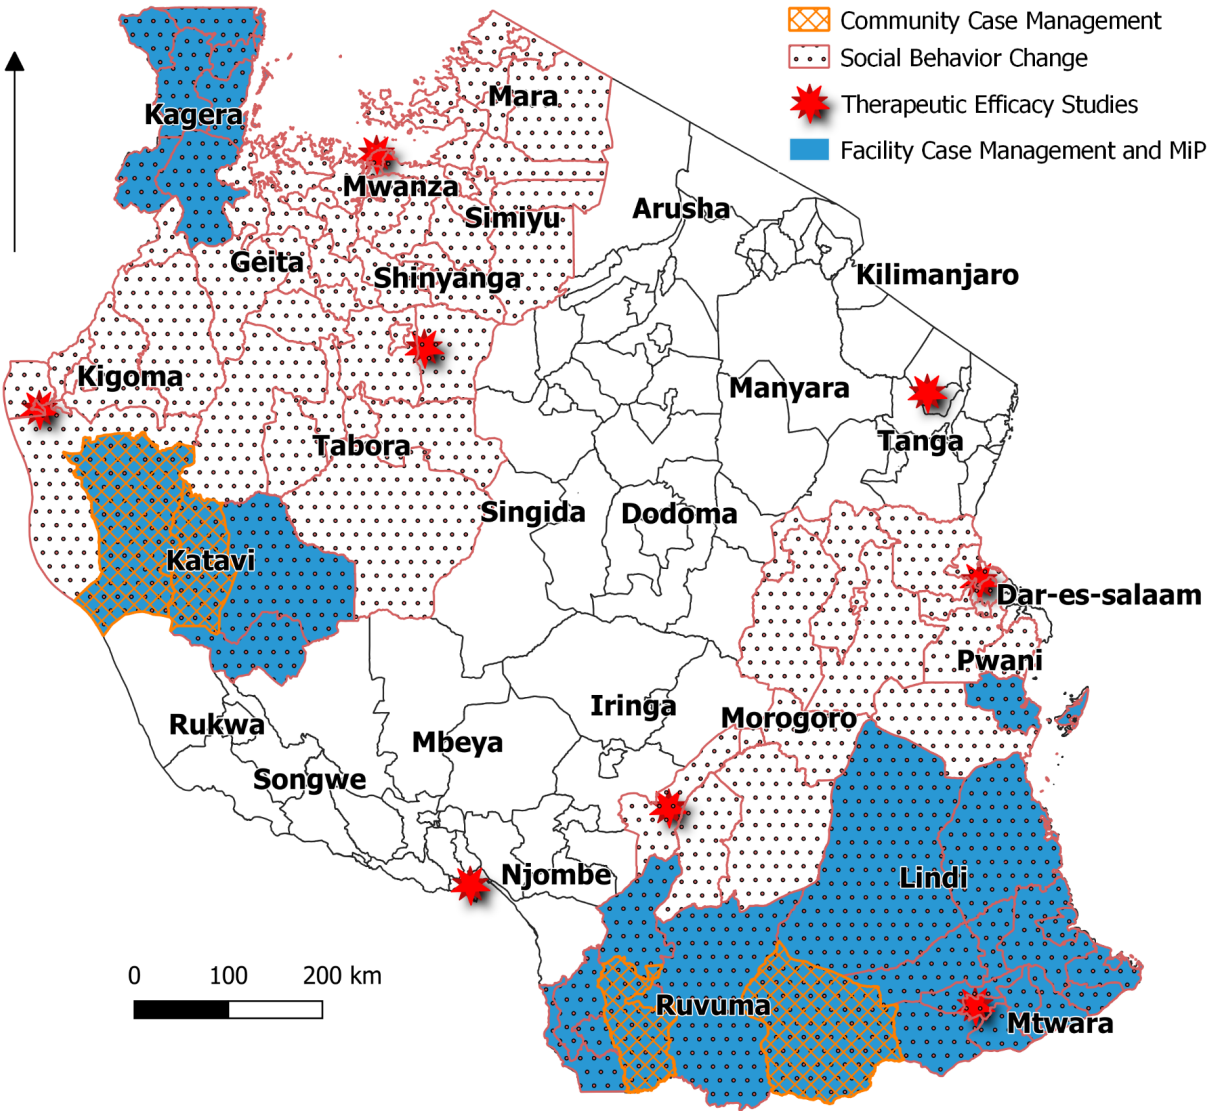 Community Case Management
Social Behavior Change
Therapeutic Efficacy Studies
Facility Case Management and MiP
Mara
Kagera
Mwanza
Arusha
Simiyu
Geita
Shinyanga
Kilimanjaro
Kigoma
Manyara
Tanga
Tabora
Singida
Dodoma
Katavi
Dar-es-salaam
Pwani
Iringa
Morogoro
Rukwa
Mbeya
Songwe
Njombe
Lindi
0 100 200 km
Ruvuma
Mtwara